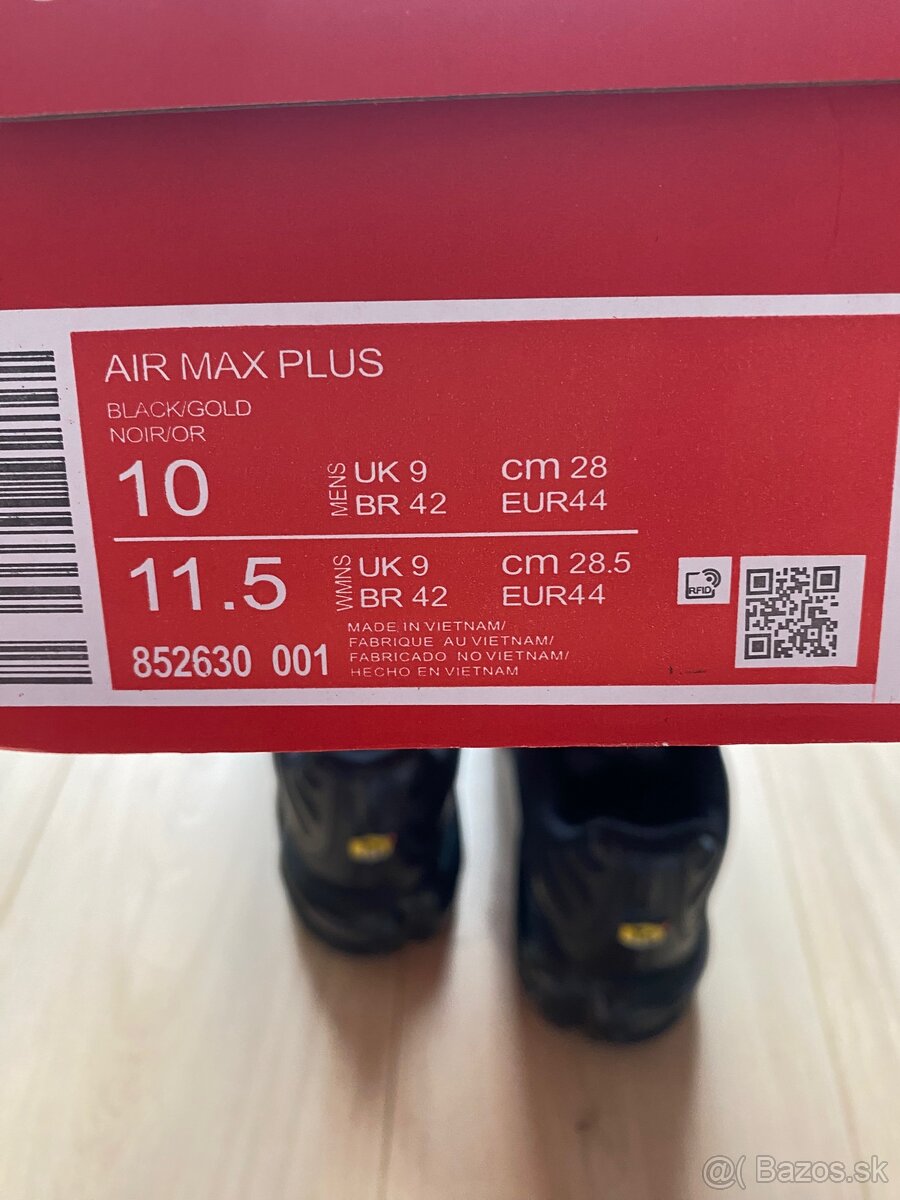 AIR MAX PLUS
BLACK/GOLD
NOIR/OR
10 MENS UK 9 cm 28
BR 42 EUR44
11.5 WMNS UK 9 cm 28.5
BR 42 EUR44
RFID
MADE IN VIETNAM/
FABRIQUE AU VIETNAM/
FABRICADO NO VIETNAM/
HECHO EN VIETNAM
852630 001
@( Bazos.sk